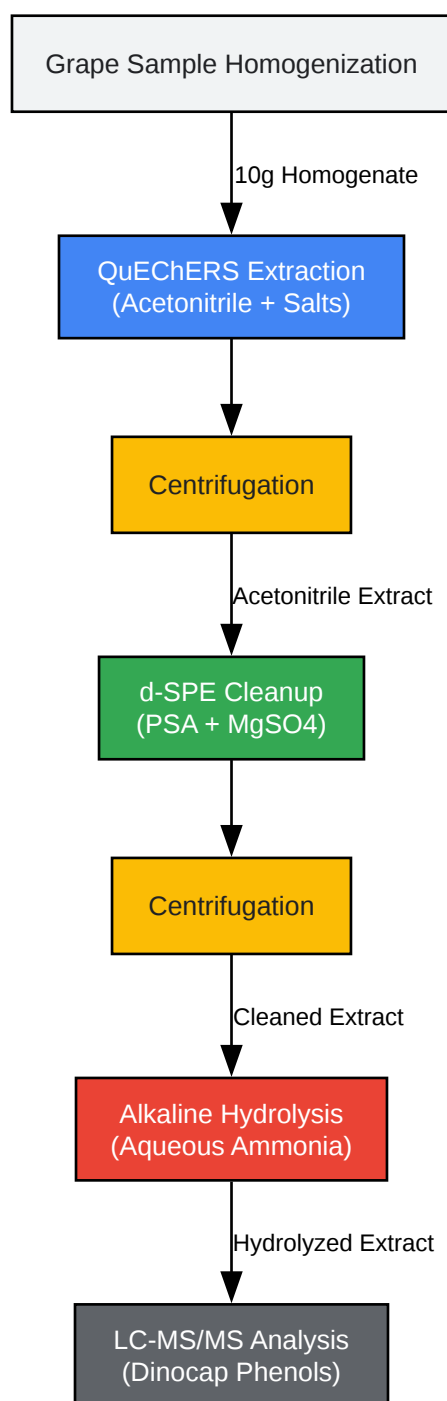 Grape Sample Homogenization
10g Homogenate
QuEChERS Extraction
(Acetonitrile + Salts)
Centrifugation
Acetonitrile Extract
d-SPE Cleanup
(PSA + MgSO4)
Centrifugation
Cleaned Extract
Alkaline Hydrolysis
(Aqueous Ammonia)
Hydrolyzed Extract
LC-MS/MS Analysis
(Dinocap Phenols)